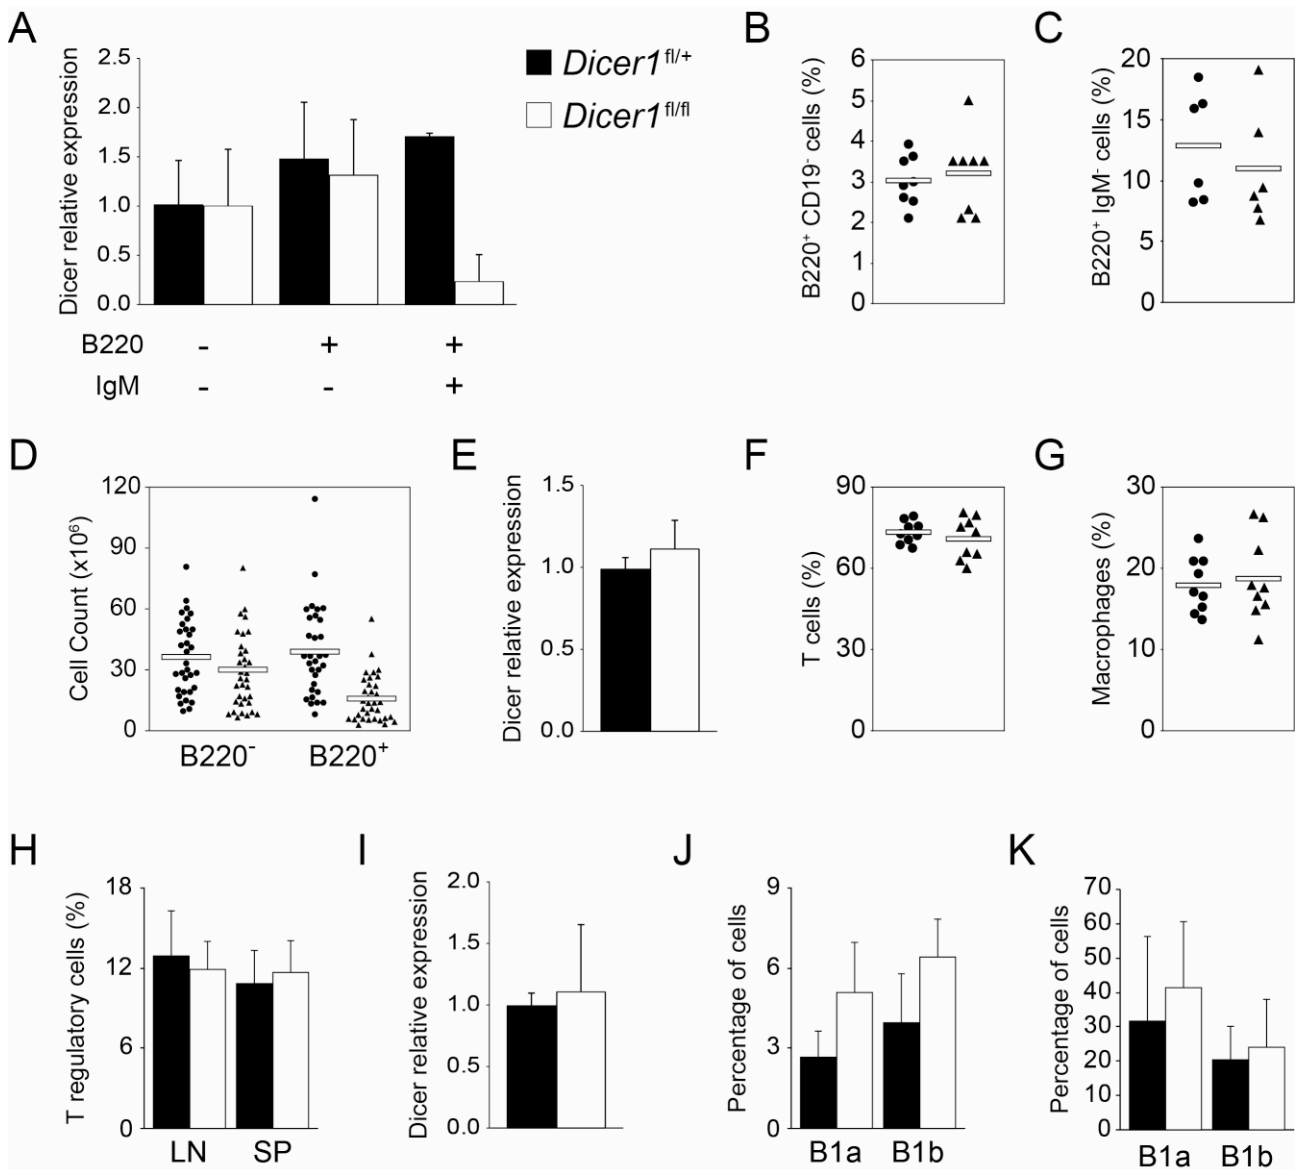 A
Dicer relative expression
2.5
2.0
1.5
1.0
0.5
0.0
B220 - + +
IgM - - +
Dicer1 fl/+
Dicer1 fl/fl
B
B220+ CD19- cells (%)
6
5
4
3
2
1
0
C
B220+ IgM- cells (%)
20
15
10
5
0
D
Cell Count (x10⁶)
120
90
60
30
0
B220- B220+
E
Dicer relative expression
1.5
1.0
0.5
0.0
F
T cells (%)
90
60
30
0
G
Macrophages (%)
30
20
10
0
H
T regulatory cells (%)
18
12
6
0
LN SP
I
Dicer relative expression
2.0
1.5
1.0
0.5
0.0
J
Percentage of cells
9
6
3
0
B1a B1b
K
Percentage of cells
70
60
50
40
30
20
10
0
B1a B1b